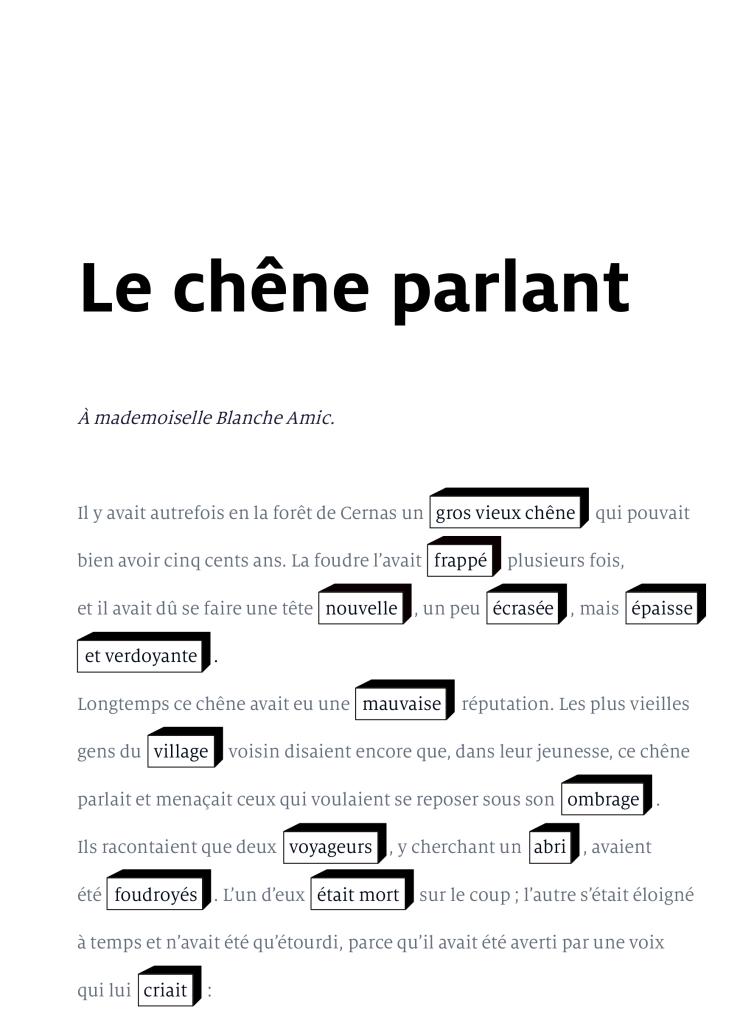 Le chêne parlant
À mademoiselle Blanche Amic.
Il y avait autrefois en la forêt de Cernas un gros vieux chêne qui pouvait
bien avoir cinq cents ans. La foudre l’avait frappé plusieurs fois,
et il avait dû se faire une tête nouvelle, un peu écrasée, mais épaisse
et verdoyante.
Longtemps ce chêne avait eu une mauvaise réputation. Les plus vieilles
gens du village voisin disaient encore que, dans leur jeunesse, ce chêne
parlait et menaçait ceux qui voulaient se reposer sous son ombrage.
Ils racontaient que deux voyageurs, y cherchant un abri, avaient
été foudroyés. L’un d’eux était mort sur le coup ; l’autre s’était éloigné
à temps et n’avait été qu’étourdi, parce qu’il avait été averti par une voix
qui lui criait :